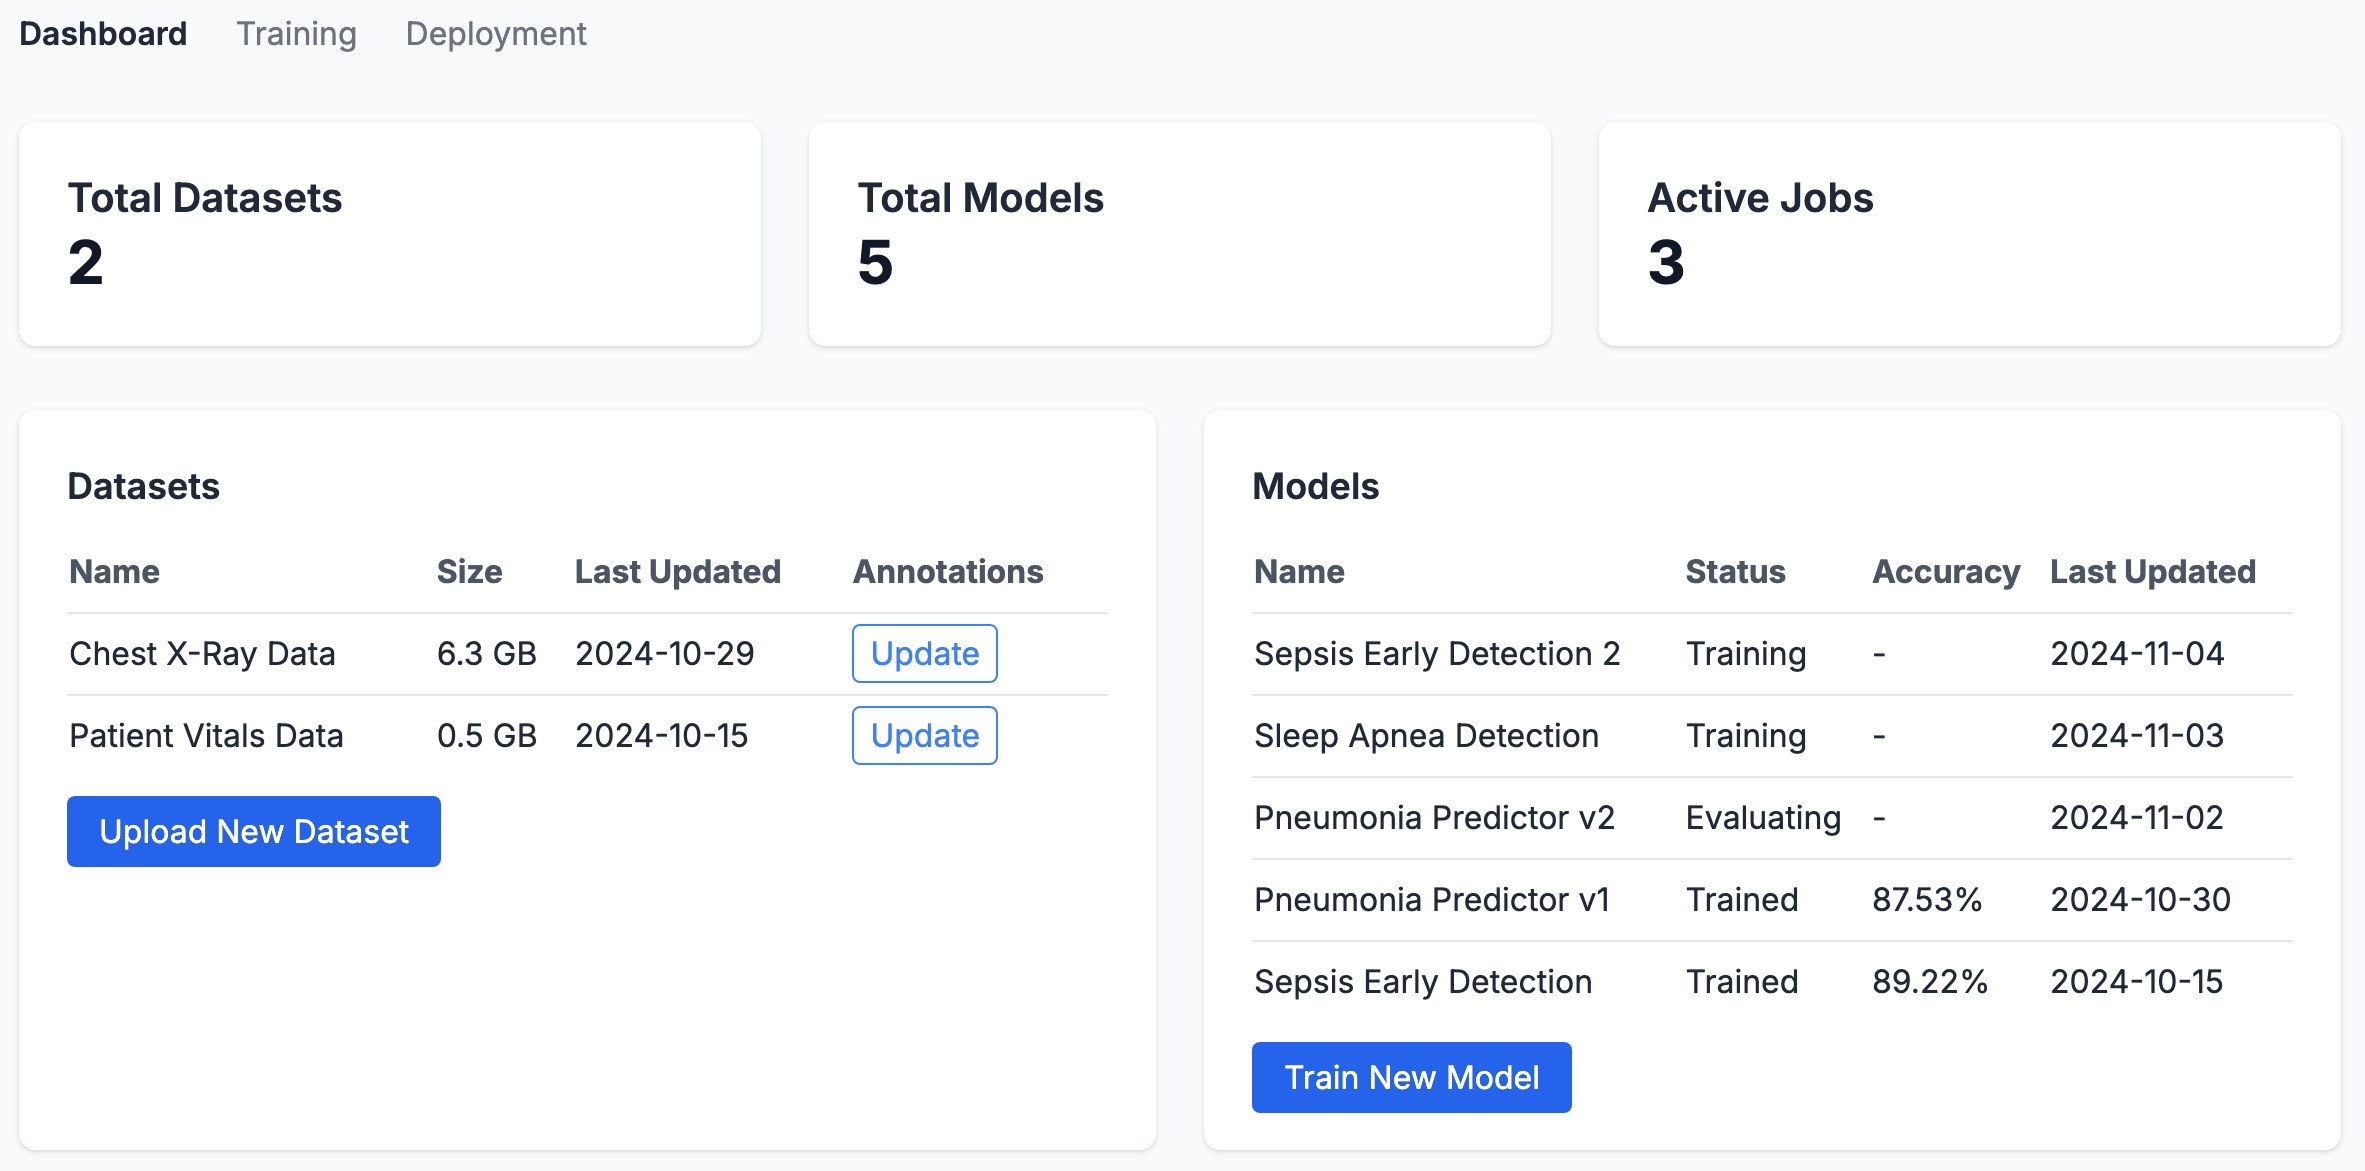 Dashboard Training Deployment
Total Datasets
2
Total Models
5
Active Jobs
3
Datasets
Name Size Last Updated Annotations
Chest X-Ray Data 6.3 GB 2024-10-29 Update
Patient Vitals Data 0.5 GB 2024-10-15 Update
Upload New Dataset
Models
Name Status Accuracy Last Updated
Sepsis Early Detection 2 Training - 2024-11-04
Sleep Apnea Detection Training - 2024-11-03
Pneumonia Predictor v2 Evaluating - 2024-11-02
Pneumonia Predictor v1 Trained 87.53% 2024-10-30
Sepsis Early Detection Trained 89.22% 2024-10-15
Train New Model